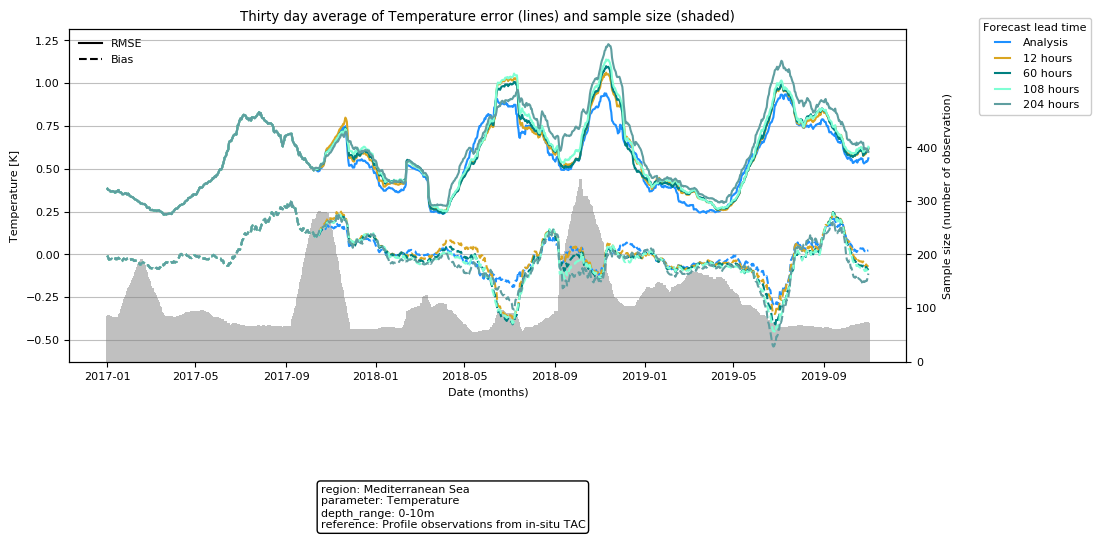 Thirty day average of Temperature error (lines) and sample size (shaded)
Forecast lead time
Analysis
12 hours
60 hours
108 hours
204 hours
RMSE
Bias
1.25
1.00
0.75
0.50
0.25
0.00
−0.25
−0.50
Temperature [K]
400
300
200
100
0
Sample size (number of observation)
2017-01
2017-05
2017-09
2018-01
2018-05
2018-09
2019-01
2019-05
2019-09
Date (months)
region: Mediterranean Sea
parameter: Temperature
depth_range: 0-10m
reference: Profile observations from in-situ TAC